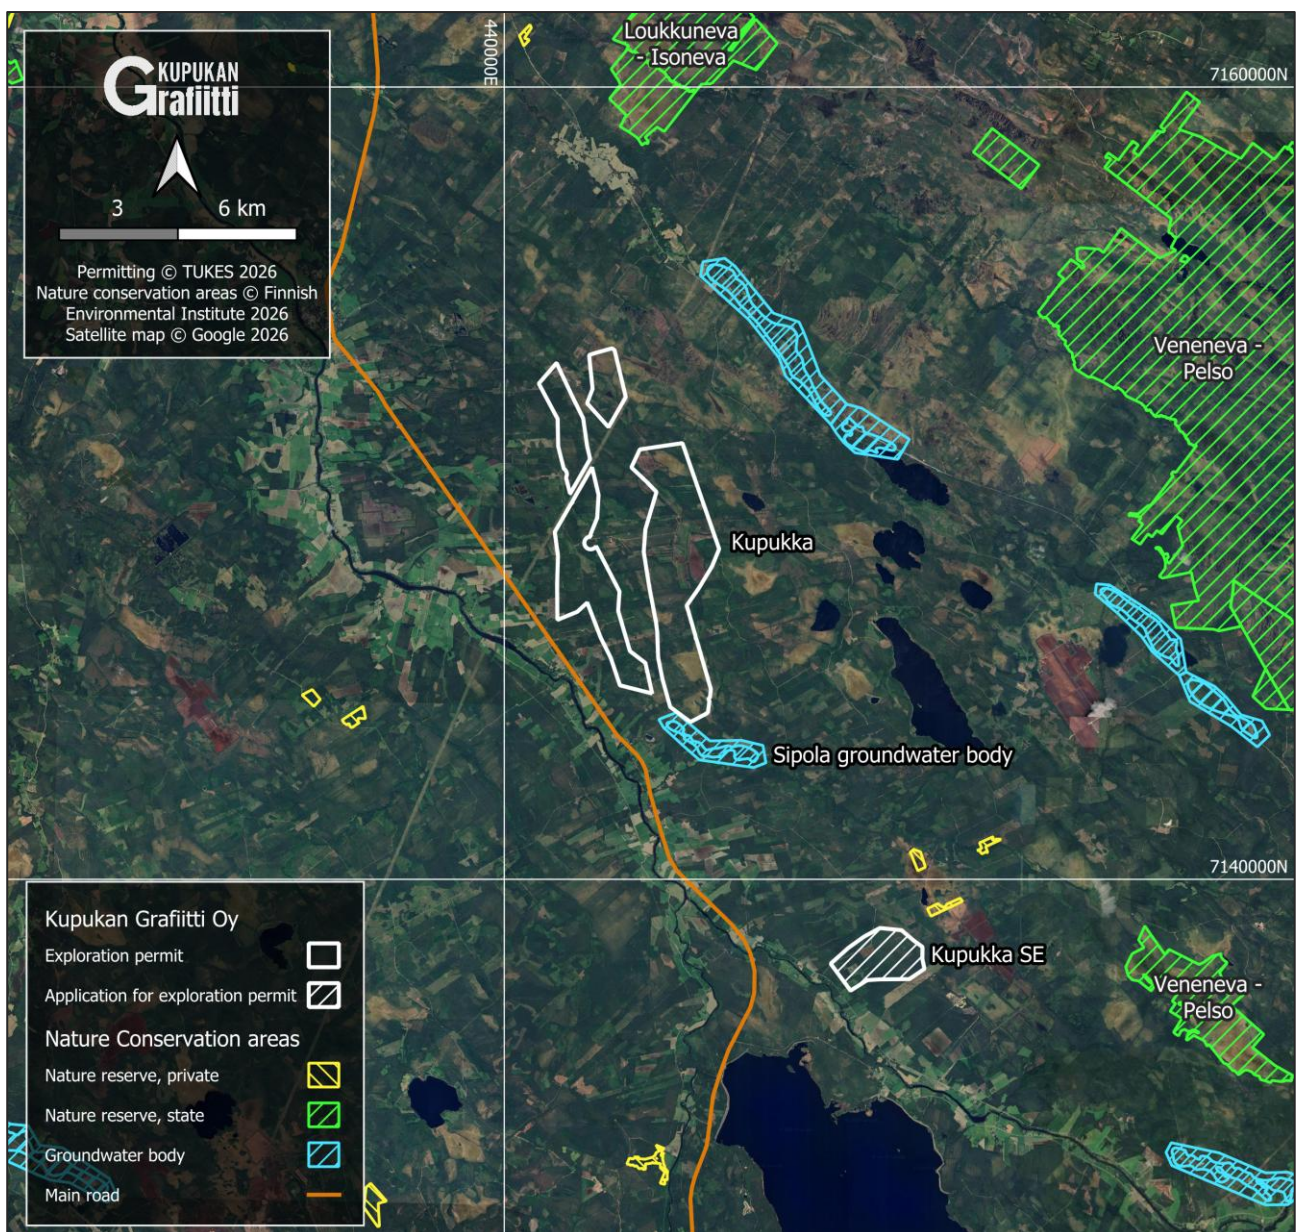 KUPUKAN
Grafiitti
3 6 km
Permitting © TUKES 2026
Nature conservation areas © Finnish
Environmental Institute 2026
Satellite map © Google 2026
440000E
Loukkuneva
- Isoneva
7160000N
Veneneva -
Pelso
Kupukka
Sipola groundwater body
7140000N
Kupukka SE
Veneneva -
Pelso
Kupukan Grafiitti Oy
Exploration permit
Application for exploration permit
Nature Conservation areas
Nature reserve, private
Nature reserve, state
Groundwater body
Main road